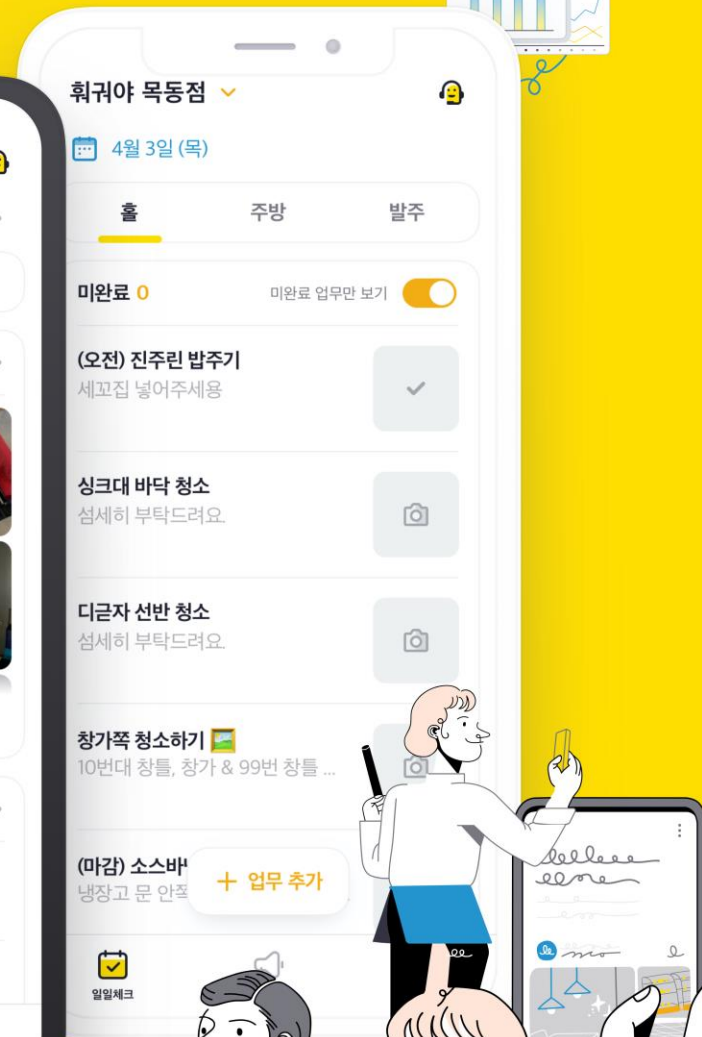 훠궈야 목동점
4월 3일 (목)
홀 주방 발주
미완료 0 미완료 업무만 보기
(오전) 진주린 밥주기
세꼬집 넣어주세용
싱크대 바닥 청소
섬세히 부탁드려요.
디귿자 선반 청소
섬세히 부탁드려요.
창가쪽 청소하기
10번대 창틀, 창가 & 99번 창틀 ...
(마감)
냉장고 문 안쪽
+ 업무 추가
일일체크